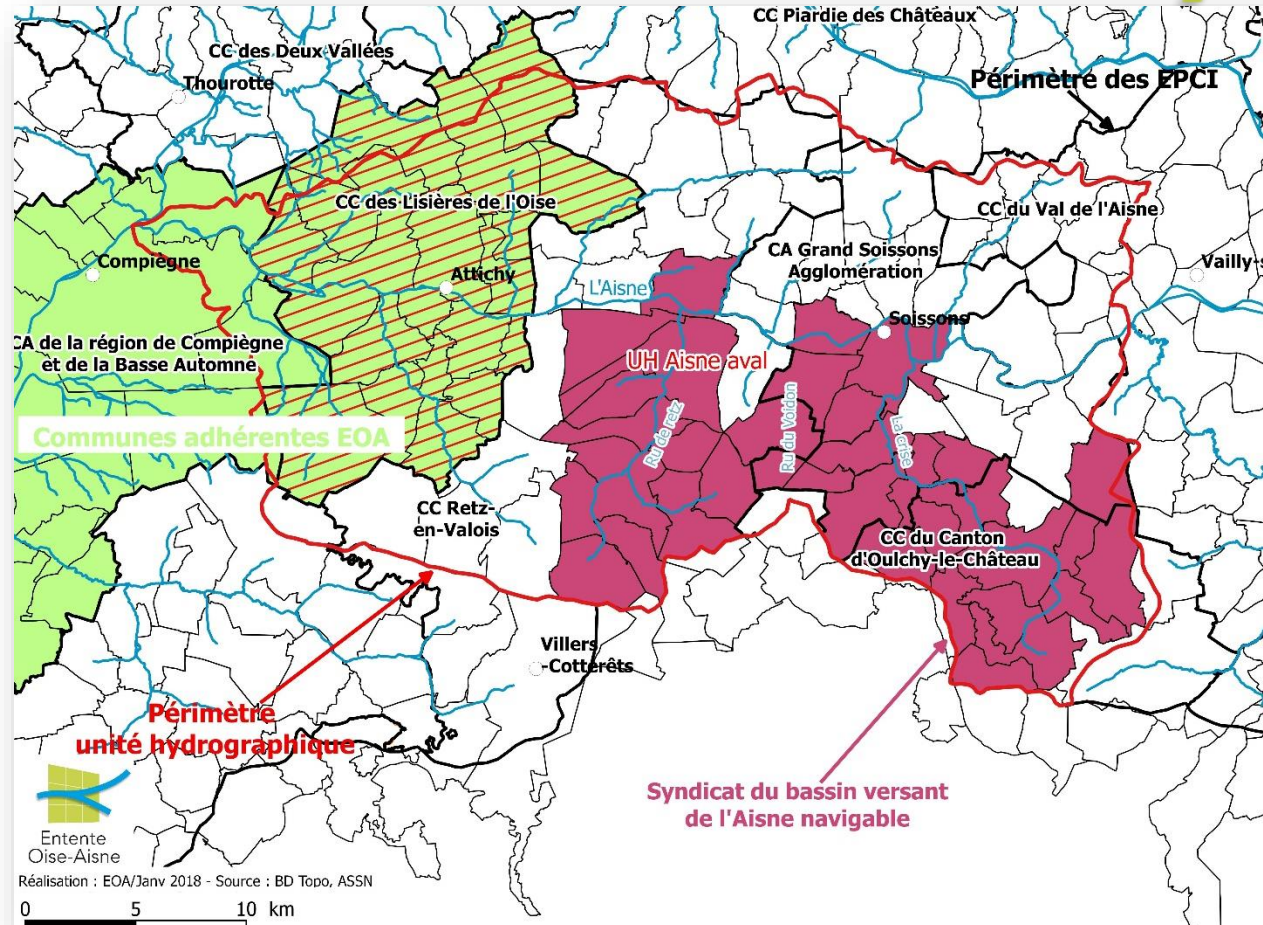 CC Piardie des Châteaux
CC des Deux Vallées
Thourotte
Périmètre des EPCI
CC des Lisières de l'Oise
CC du Val de l'Aisne
CA Grand Soissons
Agglomération
Compiègne
Attichy
L'Aisne
Vailly-s
Soissons
CA de la région de Compiègne
et de la Basse Automne
UH Aisne aval
Communes adhérentes EOA
Ru de retz
Ru du Voidon
La crise
CC Retz-
en-Valois
CC du Canton
d'Oulchy-le-Château
Villers
-Cotterêts
Périmètre
unité hydrographique
Syndicat du bassin versant
de l'Aisne navigable
Entente
Oise-Aisne
Réalisation : EOA/Janv 2018 - Source : BD Topo, ASSN
0 5 10 km